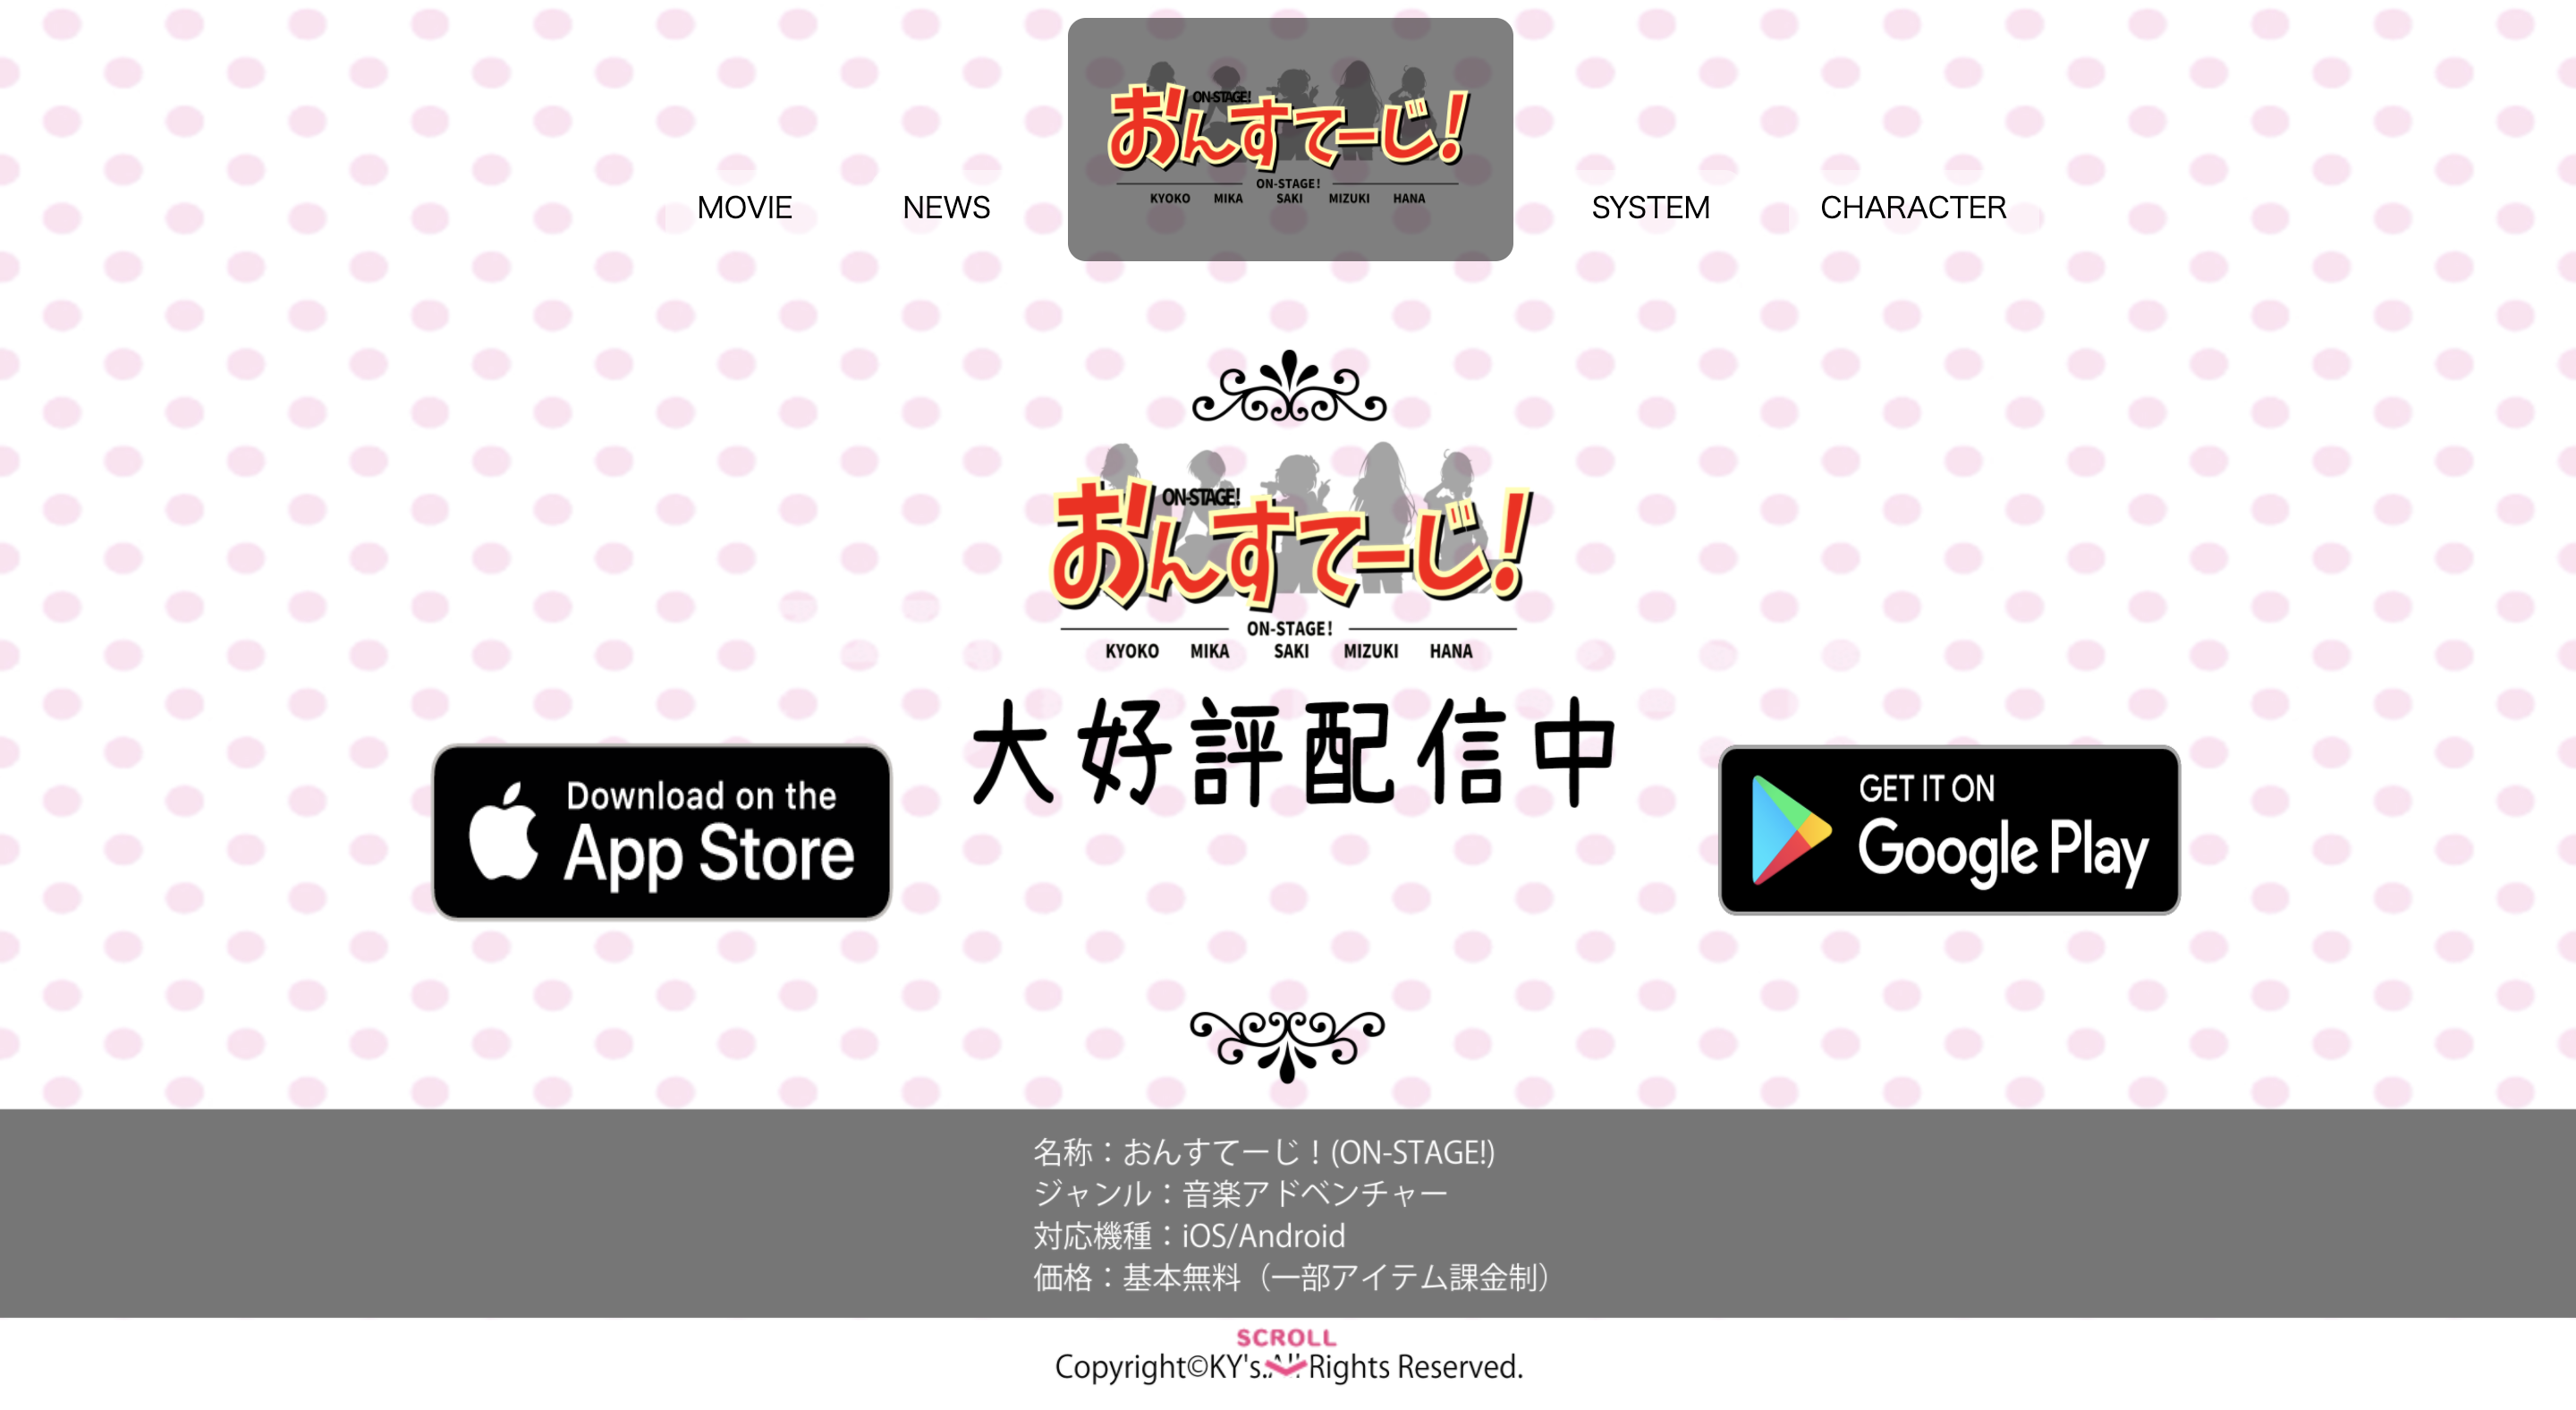 MOVIE
NEWS
ON-STAGE!
おんすてーじ!
ON-STAGE!
KYOKO MIKA SAKI MIZUKI HANA
SYSTEM
CHARACTER
ON-STAGE!
おんすてーじ!
ON-STAGE!
KYOKO MIKA SAKI MIZUKI HANA
大好評配信中
Download on the
App Store
GET IT ON
Google Play
名称：おんすてーじ！(ON-STAGE!)
ジャンル：音楽アドベンチャー
対応機種：iOS/Android
価格：基本無料（一部アイテム課金制）
SCROLL
Copyright©KY's.All Rights Reserved.